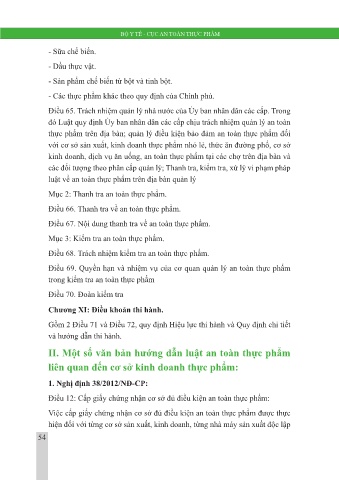 BỘ Y TẾ - CỤC AN TOÀN THỰC PHẨM
- Sữa chế biến.
- Dầu thực vật.
- Sản phẩm chế biến từ bột và tinh bột.
- Các thực phẩm khác theo quy định của Chính phủ.
Điều 65. Trách nhiệm quản lý nhà nước của Ủy ban nhân dân các cấp. Trong
đó Luật quy định Ủy ban nhân dân các cấp chịu trách nhiệm quản lý an toàn
thực phẩm trên địa bàn; quản lý điều kiện bảo đảm an toàn thực phẩm đối
với cơ sở sản xuất, kinh doanh thực phẩm nhỏ lẻ, thức ăn đường phố, cơ sở
kinh doanh, dịch vụ ăn uống, an toàn thực phẩm tại các chợ trên địa bàn và
các đối tượng theo phân cấp quản lý; Thanh tra, kiểm tra, xử lý vi phạm pháp
luật về an toàn thực phẩm trên địa bàn quản lý
Mục 2: Thanh tra an toàn thực phẩm.
Điều 66. Thanh tra về an toàn thực phẩm.
Điều 67. Nội dung thanh tra về an toàn thực phẩm.
Mục 3: Kiểm tra an toàn thực phẩm.
Điều 68. Trách nhiệm kiểm tra an toàn thực phẩm.
Điều 69. Quyền hạn và nhiệm vụ của cơ quan quản lý an toàn thực phẩm
trong kiểm tra an toàn thực phẩm
Điều 70. Đoàn kiểm tra
Chương XI: Điều khoản thi hành.
Gồm 2 Điều 71 và Điều 72, quy định Hiệu lực thi hành và Quy định chi tiết
và hướng dẫn thi hành.
II. Một số văn bản hướng dẫn luật an toàn thực phẩm
liên quan đến cơ sở kinh doanh thực phẩm:
1. Nghị định 38/2012/NĐ-CP:
Điều 12: Cấp giấy chứng nhận cơ sở đủ điều kiện an toàn thực phẩm:
Việc cấp giấy chứng nhận cơ sở đủ điều kiện an toàn thực phẩm được thực
hiện đối với từng cơ sở sản xuất, kinh doanh, từng nhà máy sản xuất độc lập
54